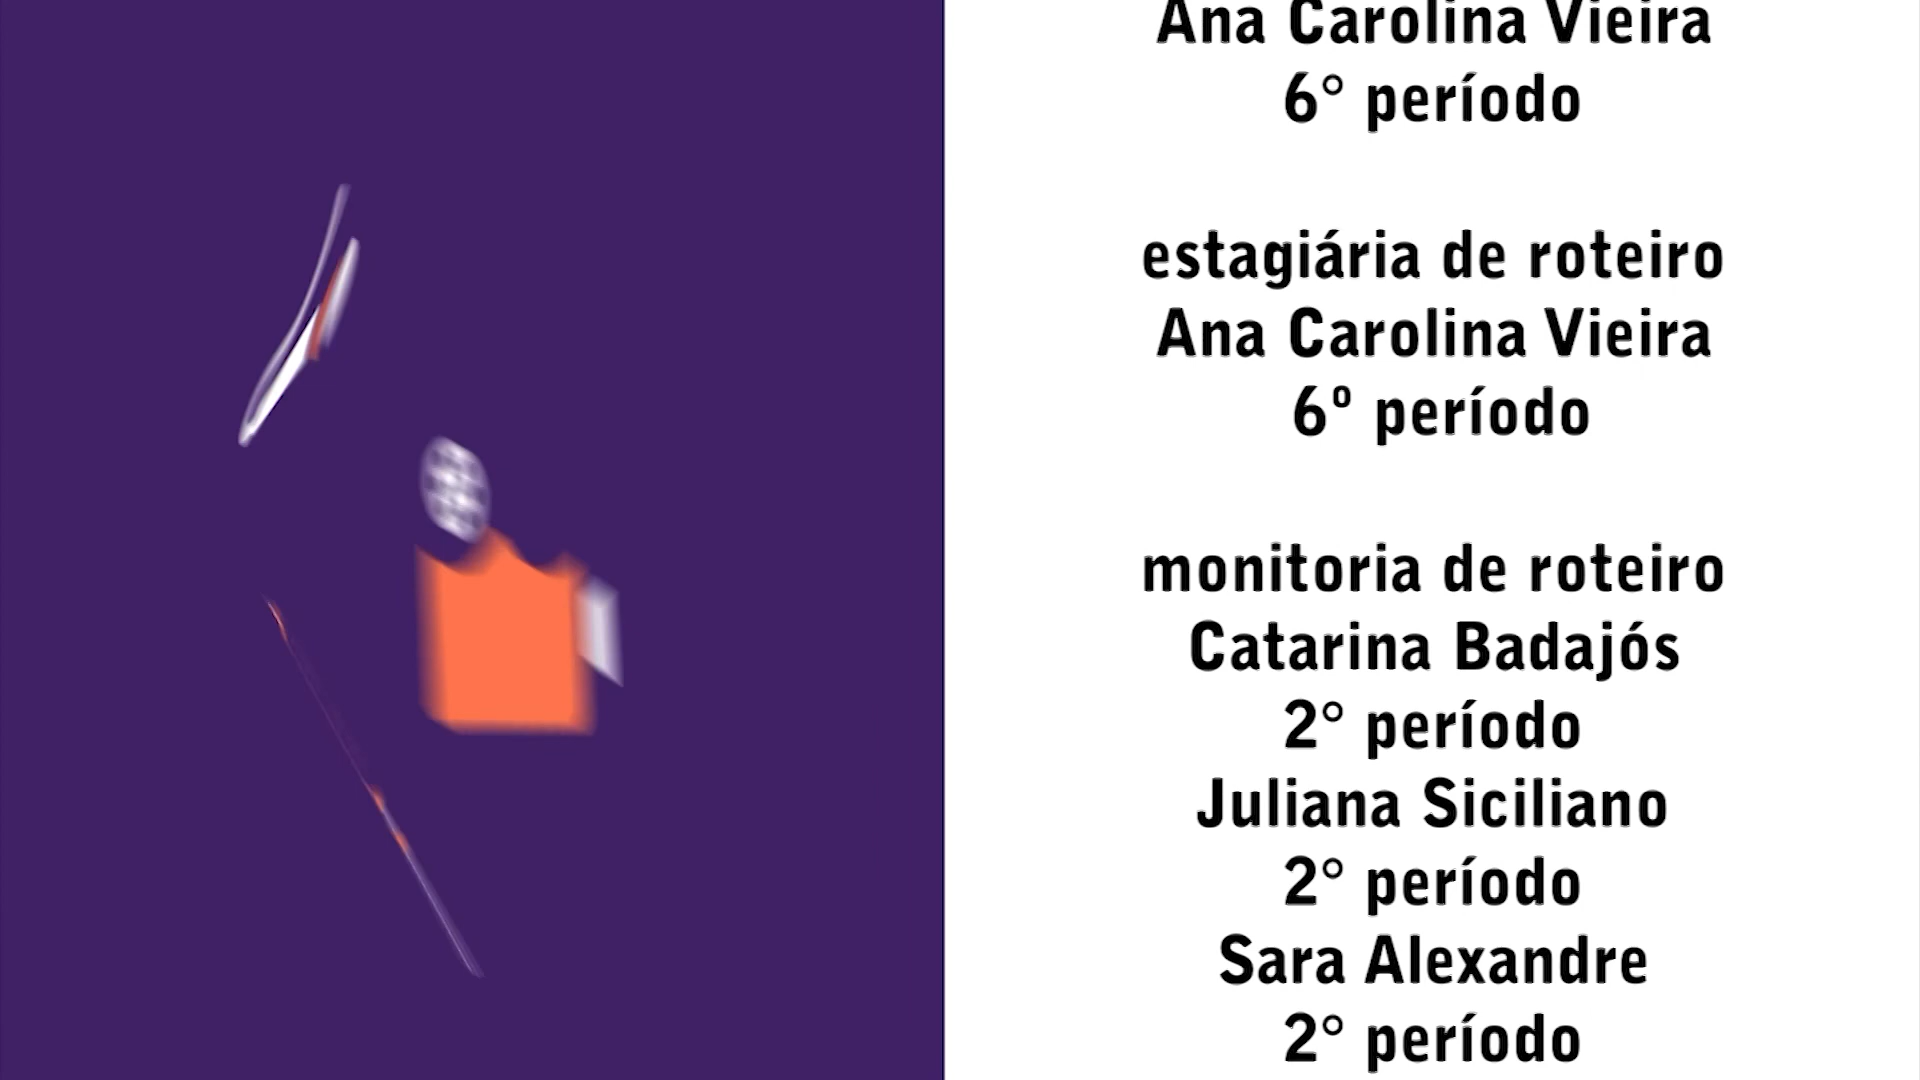 Ana Carolina Vieira
6° período
estagiária de roteiro
Ana Carolina Vieira
6º período
monitoria de roteiro
Catarina Badajós
2° período
Juliana Siciliano
2° período
Sara Alexandre
2° período